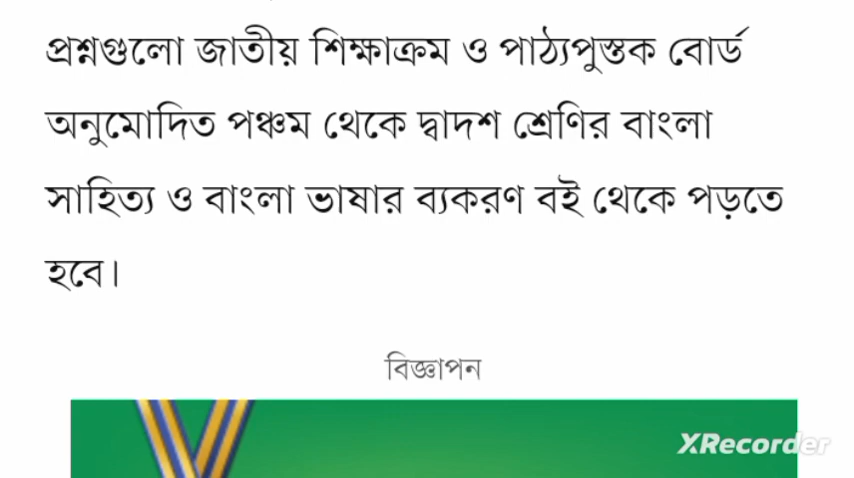 প্রশ্নগুলো জাতীয় শিক্ষাক্রম ও পাঠ্যপুস্তক বোর্ড
অনুমোদিত পঞ্চম থেকে দ্বাদশ শ্রেণির বাংলা
সাহিত্য ও বাংলা ভাষার ব্যকরণ বই থেকে পড়তে
হবে।
বিজ্ঞাপন
XRecorder